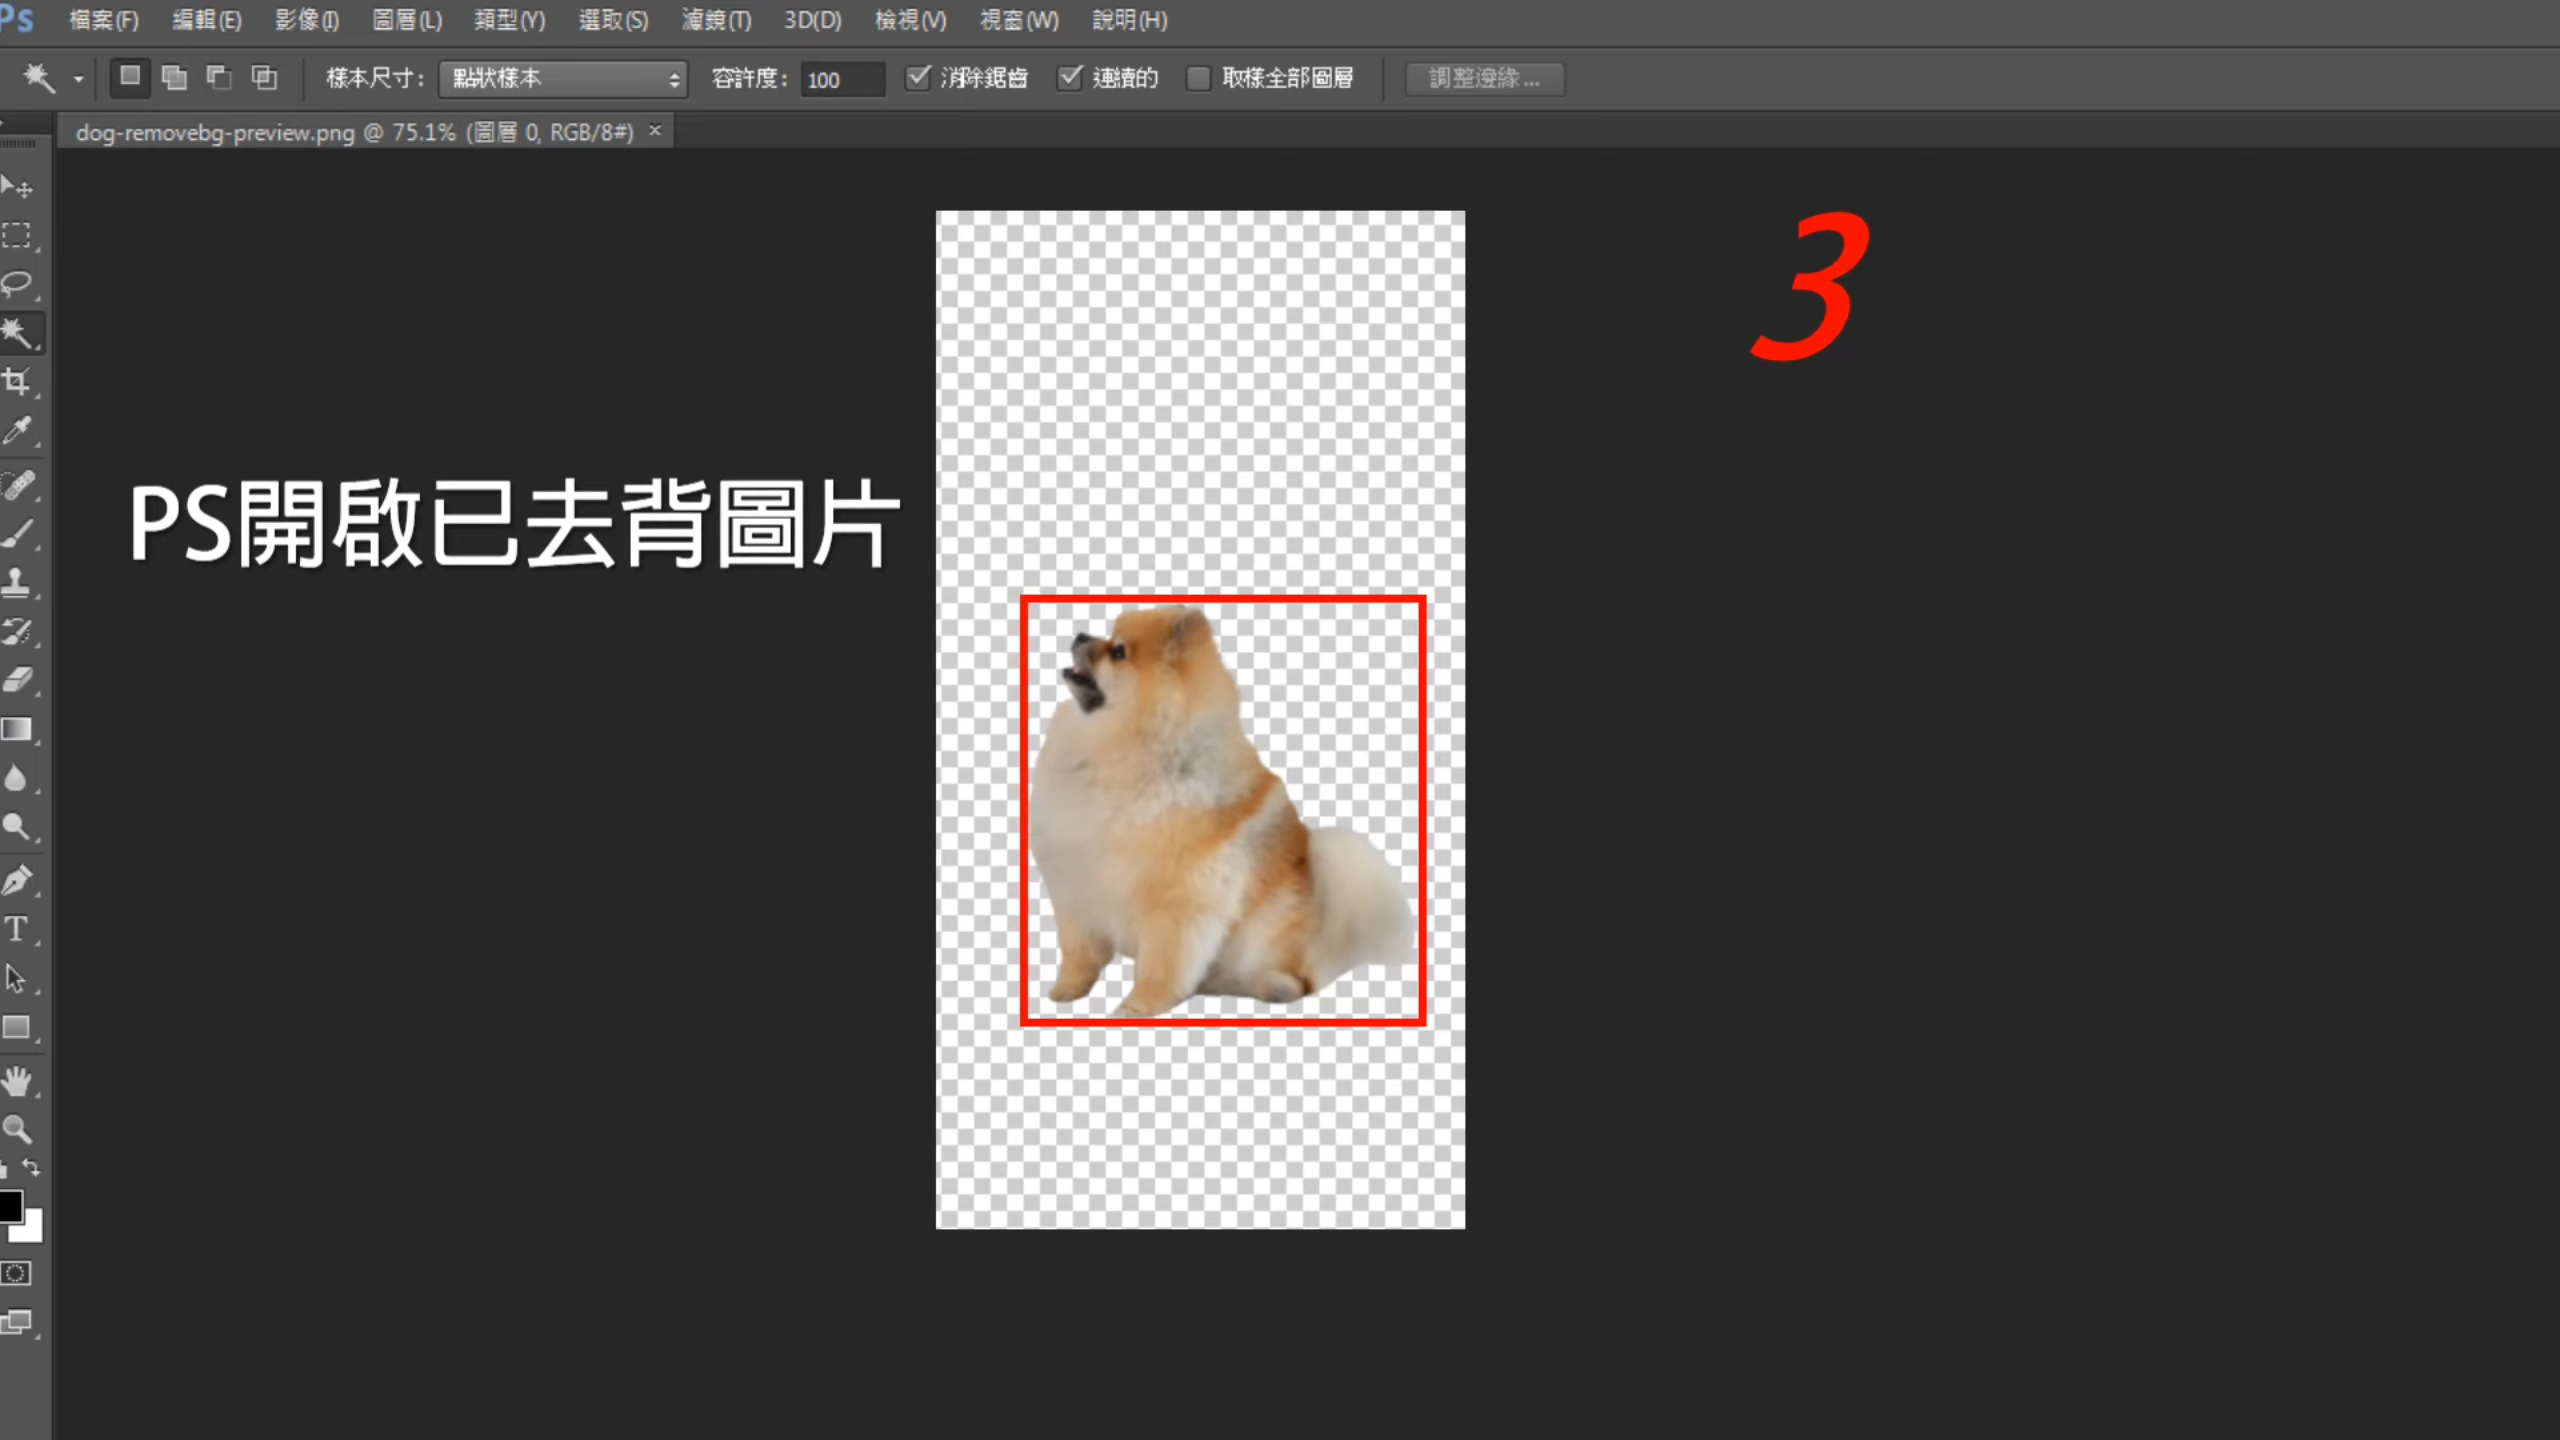 Ps 檔案(F) 編輯(E) 影像(I) 圖層(L) 類型(Y) 選取(S) 濾鏡(T) 3D(D) 檢視(V) 視窗(W) 說明(H)
樣本尺寸: 點狀樣本 容許度: 100 消除鋸齒 連續的 取樣全部圖層 調整邊緣...
dog-removebg-preview.png @ 75.1% (圖層 0, RGB/8#) ×
3
PS開啟已去背圖片
T